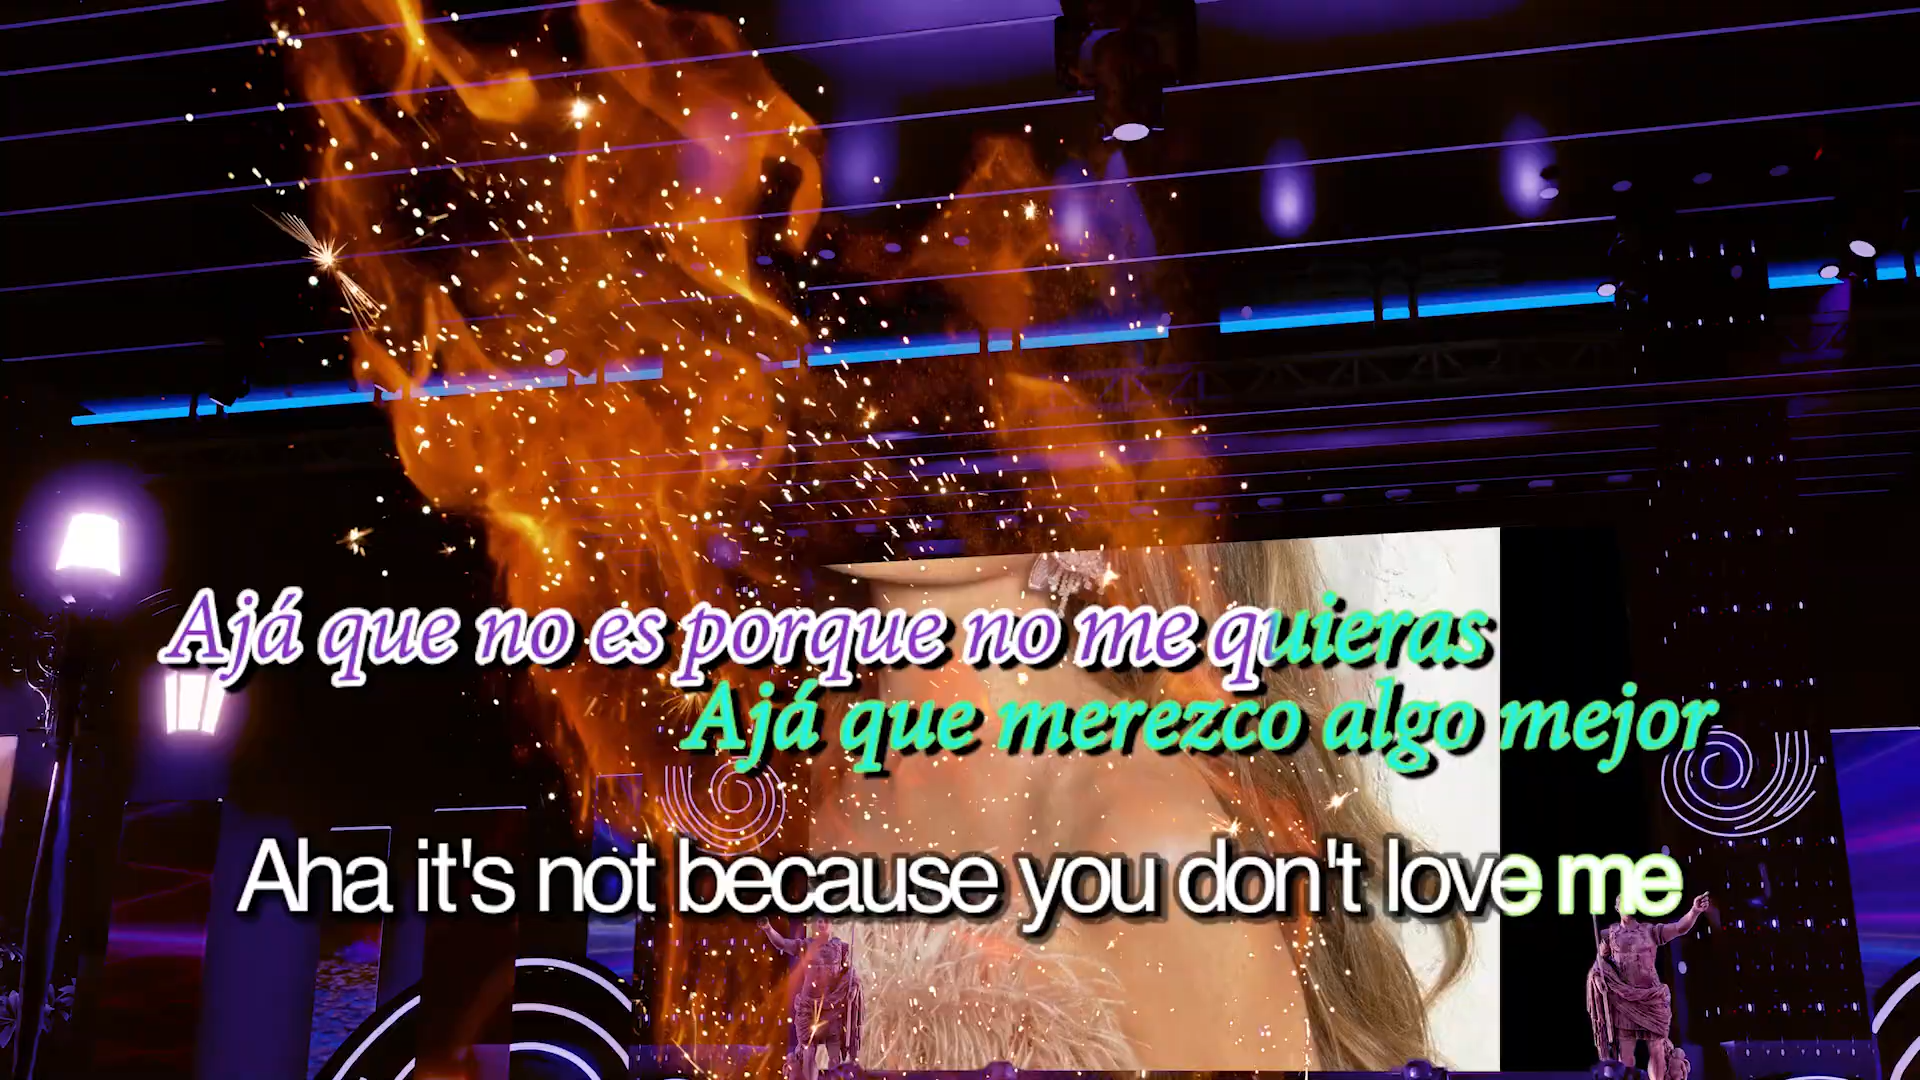 Ajá que no es porque no me quieras
Ajá que merezco algo mejor
Aha it's not because you don't love me